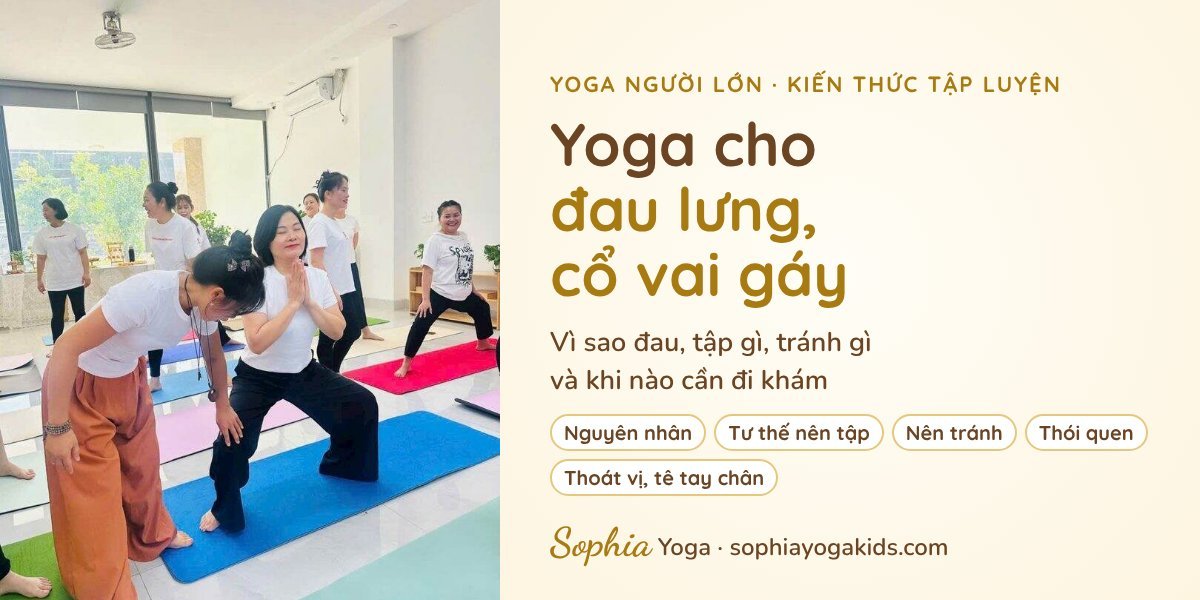 YOGA NGƯỜI LỚN · KIẾN THỨC TẬP LUYỆN
Yoga cho
đau lưng,
cổ vai gáy
Vì sao đau, tập gì, tránh gì
và khi nào cần đi khám
Nguyên nhân
Tư thế nên tập
Nên tránh
Thói quen
Thoát vị, tê tay chân
Sophia Yoga · sophiayogakids.com